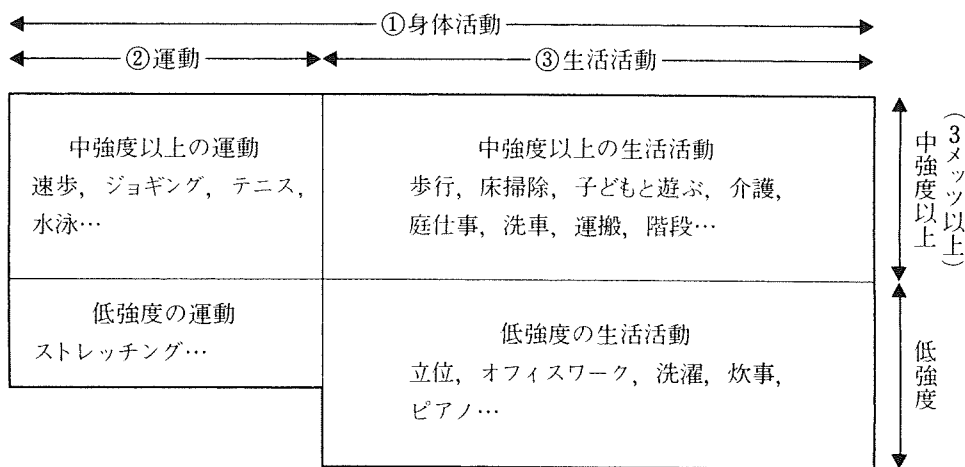 ①身体活動
②運動
③生活活動
中強度以上の運動
速歩，ジョギング，テニス，
水泳…
中強度以上の生活活動
歩行，床掃除，子どもと遊ぶ，介護，
庭仕事，洗車，運搬，階段…
中強度以上
（3メッツ以上）
低強度の運動
ストレッチング…
低強度の生活活動
立位，オフィスワーク，洗濯，炊事，
ピアノ…
低強度